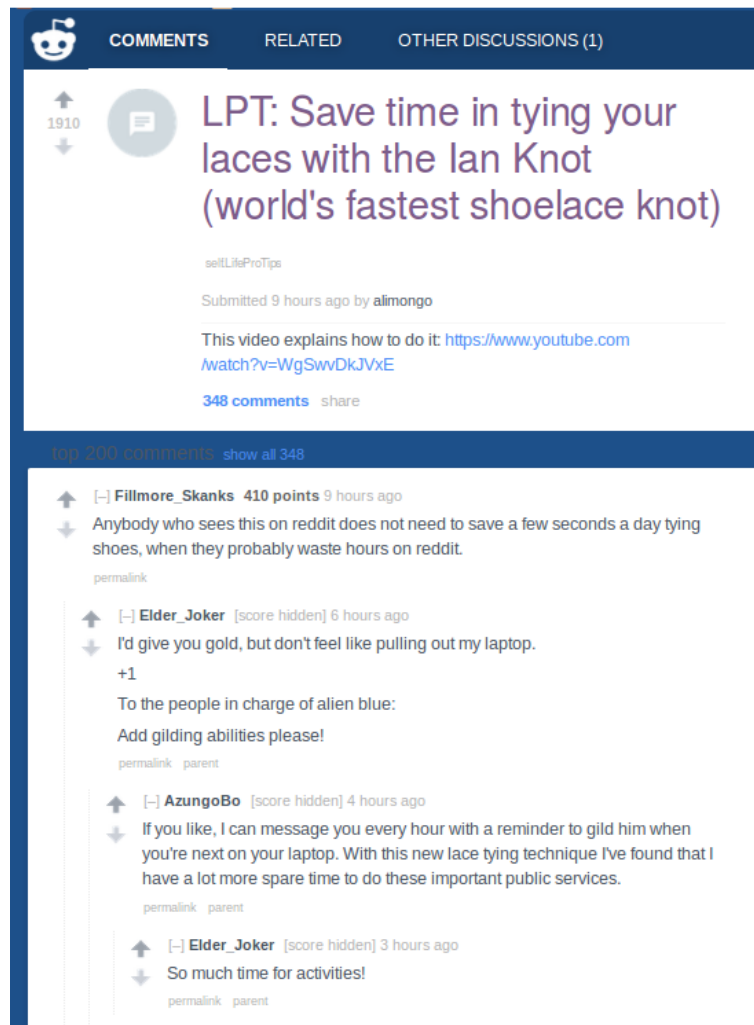 COMMENTS RELATED OTHER DISCUSSIONS (1)
1910
LPT: Save time in tying your
laces with the Ian Knot
(world's fastest shoelace knot)
self.LifeProTips
Submitted 9 hours ago by alimongo
This video explains how to do it: https://www.youtube.com
/watch?v=WgSwvDkJVxE
348 comments share
top 200 comments show all 348
[–] Fillmore_Skanks 410 points 9 hours ago
Anybody who sees this on reddit does not need to save a few seconds a day tying
shoes, when they probably waste hours on reddit.
permalink
[–] Elder_Joker [score hidden] 6 hours ago
I'd give you gold, but don't feel like pulling out my laptop.
+1
To the people in charge of alien blue:
Add gilding abilities please!
permalink parent
[–] AzungoBo [score hidden] 4 hours ago
If you like, I can message you every hour with a reminder to gild him when
you're next on your laptop. With this new lace tying technique I've found that I
have a lot more spare time to do these important public services.
permalink parent
[–] Elder_Joker [score hidden] 3 hours ago
So much time for activities!
permalink parent